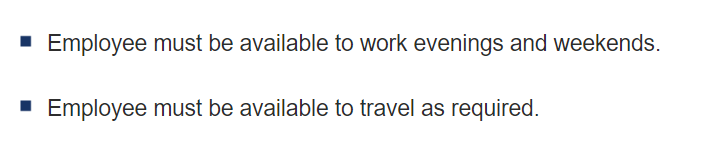 Employee must be available to work evenings and weekends.
Employee must be available to travel as required.